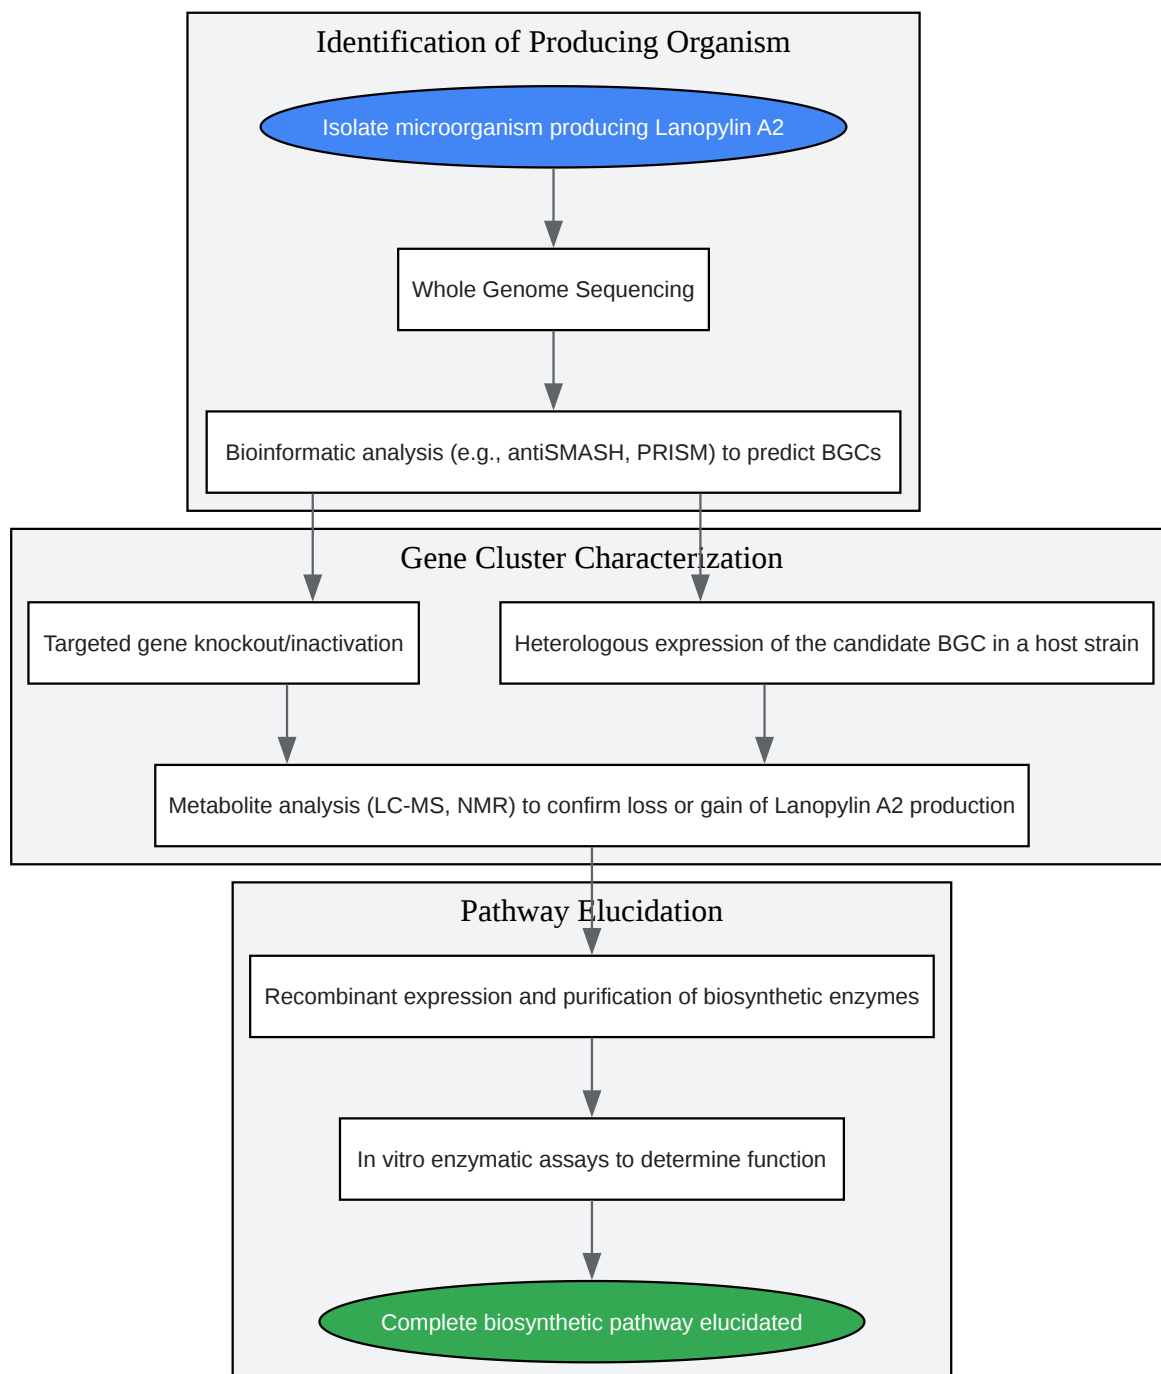 Identification of Producing Organism
Isolate microorganism producing Lanopylin A2
Whole Genome Sequencing
Bioinformatic analysis (e.g., antiSMASH, PRISM) to predict BGCs
Gene Cluster Characterization
Targeted gene knockout/inactivation
Heterologous expression of the candidate BGC in a host strain
Metabolite analysis (LC-MS, NMR) to confirm loss or gain of Lanopylin A2 production
Pathway Elucidation
Recombinant expression and purification of biosynthetic enzymes
In vitro enzymatic assays to determine function
Complete biosynthetic pathway elucidated